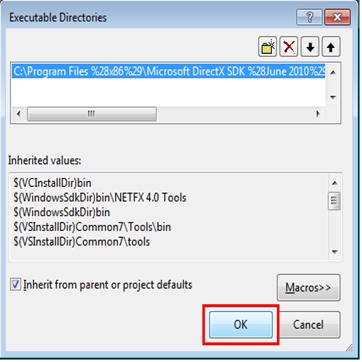 Executable Directories
C:\Program Files %28x86%29\Microsoft DirectX SDK %28June 2010%29
Inherited values:
$(VCInstallDir)bin
$(WindowsSdkDir)bin\NETFX 4.0 Tools
$(WindowsSdkDir)bin
$(VSInstallDir)Common7\Tools\bin
$(VSInstallDir)Common7\tools
Inherit from parent or project defaults
Macros>>
OK
Cancel